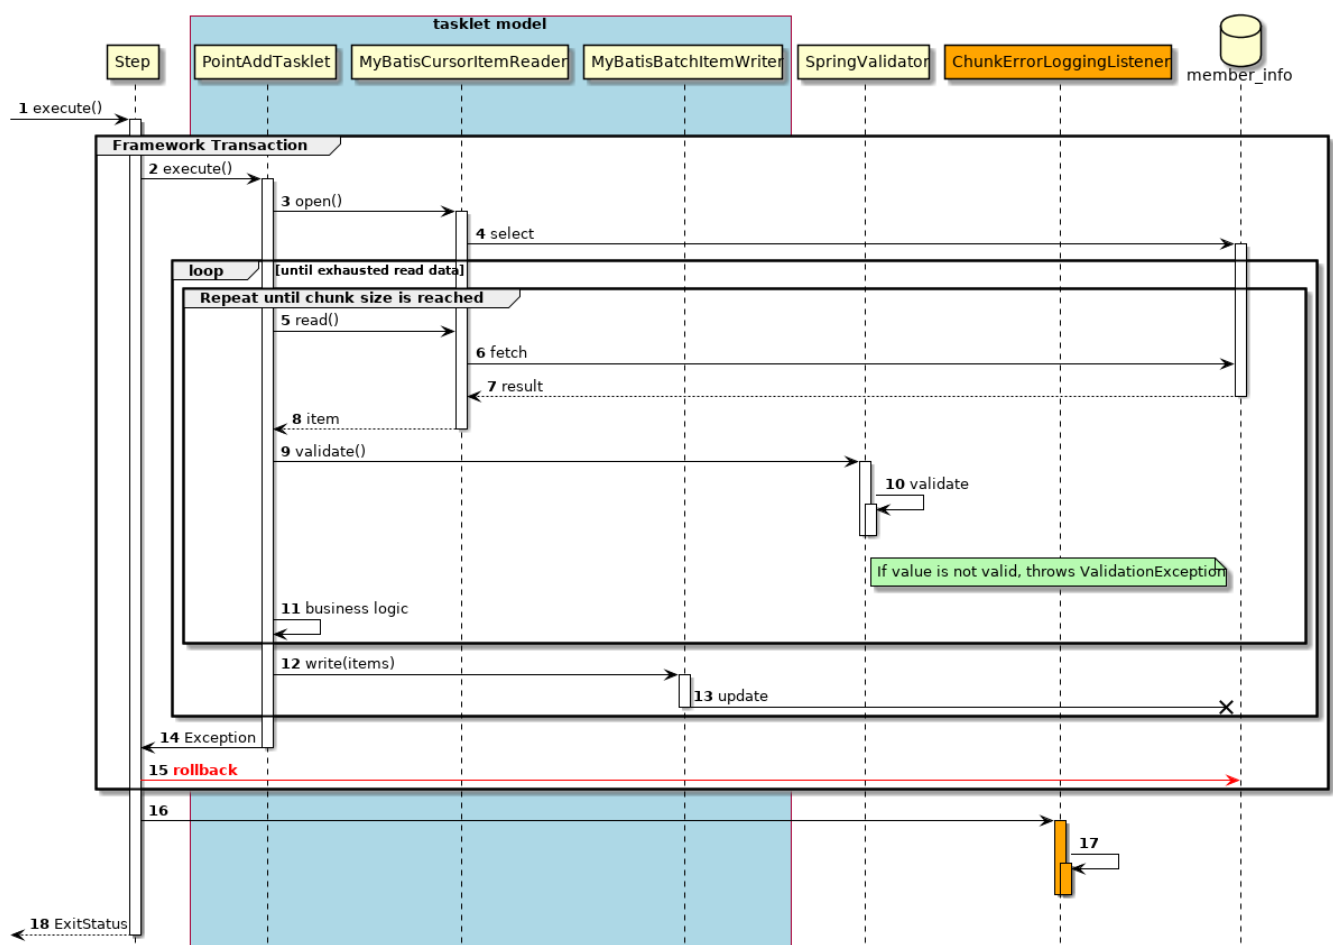 tasklet model
Step
PointAddTasklet
MyBatisCursorItemReader
MyBatisBatchItemWriter
SpringValidator
ChunkErrorLoggingListener
member_info
1 execute()
Framework Transaction
2 execute()
3 open()
4 select
loop
[until exhausted read data]
Repeat until chunk size is reached
5 read()
6 fetch
7 result
8 item
9 validate()
10 validate
If value is not valid, throws ValidationException
11 business logic
12 write(items)
13 update
14 Exception
15 rollback
16
17
18 ExitStatus